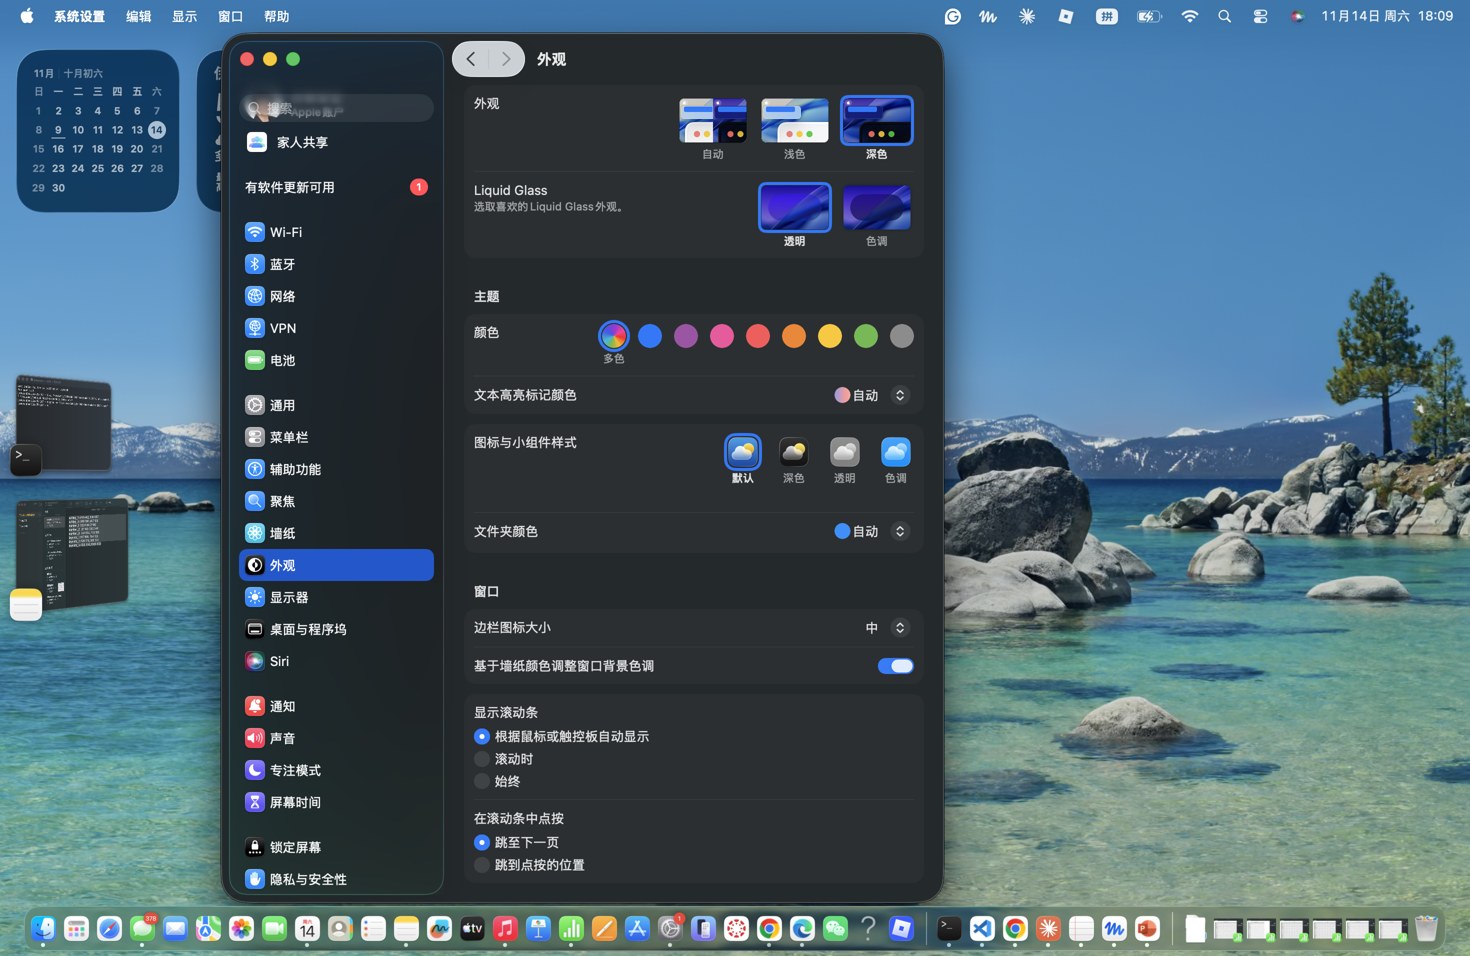 系统设置 编辑 显示 窗口 帮助
拼
11月14日 周六 18:09
11月 十月初六
日 一 二 三 四 五 六
1 2 3 4 5 6 7
8 9 10 11 12 13 14
15 16 17 18 19 20 21
22 23 24 25 26 27 28
29 30
搜索
Apple 账户
家人共享
有软件更新可用 1
Wi-Fi
蓝牙
网络
VPN
电池
通用
菜单栏
辅助功能
聚焦
墙纸
外观
显示器
桌面与程序坞
Siri
通知
声音
专注模式
屏幕时间
锁定屏幕
隐私与安全性
外观
外观
自动 浅色 深色
Liquid Glass
选取喜欢的 Liquid Glass 外观。
透明 色调
主题
颜色
多色
文本高亮标记颜色 自动
图标与小组件样式
默认 深色 透明 色调
文件夹颜色 自动
窗口
边栏图标大小 中
基于墙纸颜色调整窗口背景色调
显示滚动条
根据鼠标或触控板自动显示
滚动时
始终
在滚动条中点按
跳至下一页
跳到点按的位置
378
周六
14
tv
1
?